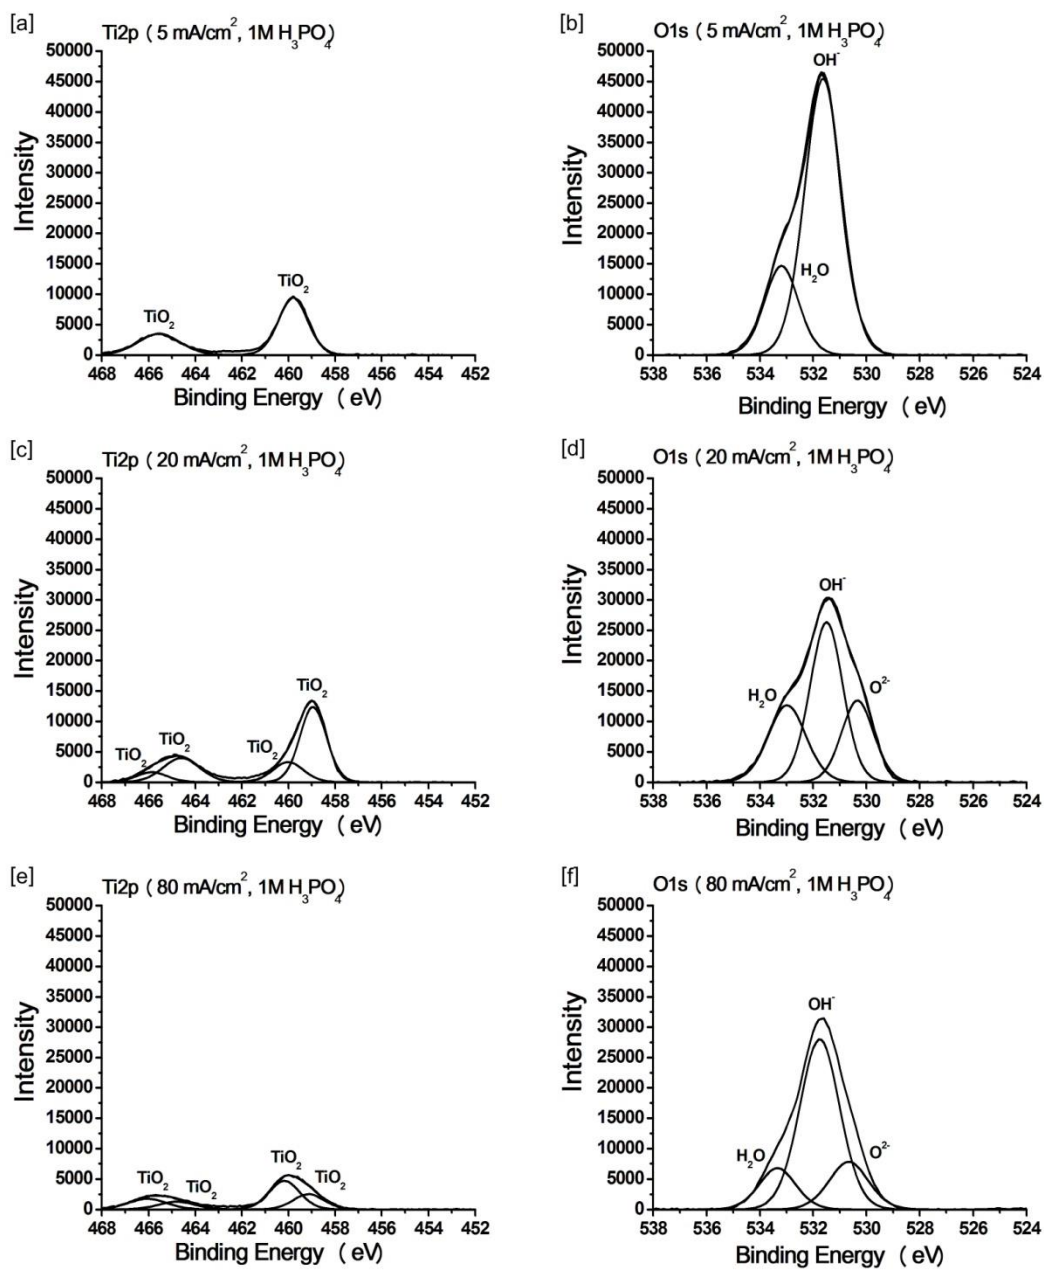 [a] Ti2p ( 5 mA/cm², 1M H₃PO₄)
50000
45000
40000
35000
30000
25000
20000
15000
10000
5000
0
Intensity
TiO₂
TiO₂
468 466 464 462 460 458 456 454 452
Binding Energy ( eV)
[b] O1s ( 5 mA/cm², 1M H₃PO₄)
50000
45000
40000
35000
30000
25000
20000
15000
10000
5000
0
Intensity
OH⁻
H₂O
538 536 534 532 530 528 526 524
Binding Energy ( eV)
[c] Ti2p ( 20 mA/cm², 1M H₃PO₄)
50000
45000
40000
35000
30000
25000
20000
15000
10000
5000
0
Intensity
TiO₂
TiO₂
TiO₂
TiO₂
468 466 464 462 460 458 456 454 452
Binding Energy ( eV)
[d] O1s ( 20 mA/cm², 1M H₃PO₄)
50000
45000
40000
35000
30000
25000
20000
15000
10000
5000
0
Intensity
OH⁻
H₂O
O²⁻
538 536 534 532 530 528 526 524
Binding Energy ( eV)
[e] Ti2p ( 80 mA/cm², 1M H₃PO₄)
50000
45000
40000
35000
30000
25000
20000
15000
10000
5000
0
Intensity
TiO₂
TiO₂
TiO₂
TiO₂
468 466 464 462 460 458 456 454 452
Binding Energy ( eV)
[f] O1s ( 80 mA/cm², 1M H₃PO₄)
50000
45000
40000
35000
30000
25000
20000
15000
10000
5000
0
Intensity
OH⁻
H₂O
O²⁻
538 536 534 532 530 528 526 524
Binding Energy ( eV)